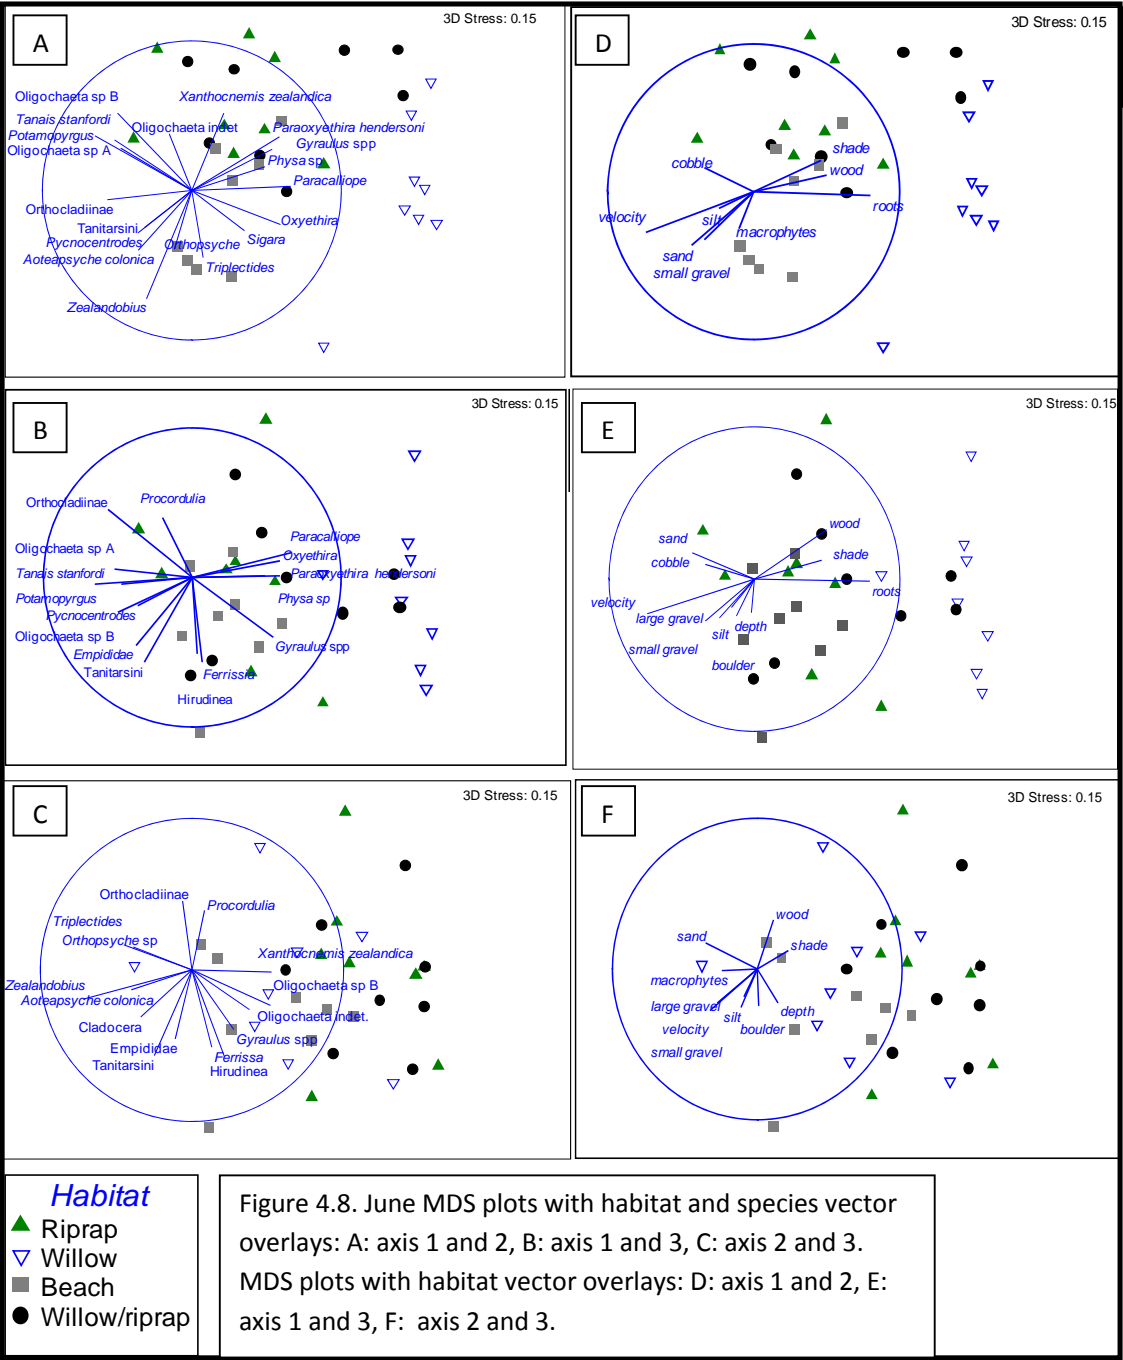 3D Stress: 0.15
A
Oligochaeta sp B
Xanthocnemis zealandica
Tanais stanfordi
Oligochaeta indet
Paraoxyethira hendersoni
Potamopyrgus
Gyraulus spp
Oligochaeta sp A
Physa sp
Paracalliope
Orthocladiinae
Oxyethira
Tanitarsini
Sigara
Pycnocentrodes
Orthopsyche
Aoteapsyche colonica
Triplectides
Zealandobius
3D Stress: 0.15
D
shade
cobble
wood
roots
velocity
silt
macrophytes
sand
small gravel
3D Stress: 0.15
B
Orthocladiinae
Procordulia
Paracalliope
Oligochaeta sp A
Oxyethira
Tanais stanfordi
Paraoxyethira hendersoni
Potamopyrgus
Physa sp
Pycnocentrodes
Oligochaeta sp B
Gyraulus spp
Empididae
Tanitarsini
Ferrissia
Hirudinea
3D Stress: 0.15
E
wood
sand
shade
cobble
roots
velocity
large gravel
depth
silt
small gravel
boulder
3D Stress: 0.15
C
Orthocladiinae
Procordulia
Triplectides
Orthopsyche sp
Xanthocnemis zealandica
Zealandobius
Oligochaeta sp B
Aoteapsyche colonica
Oligochaeta indet.
Cladocera
Gyraulus spp
Empididae
Ferrissa
Tanitarsini
Hirudinea
3D Stress: 0.15
F
wood
sand
shade
macrophytes
large gravel
depth
silt
velocity
boulder
small gravel
Habitat
Riprap
Willow
Beach
Willow/riprap
Figure 4.8. June MDS plots with habitat and species vector
overlays: A: axis 1 and 2, B: axis 1 and 3, C: axis 2 and 3.
MDS plots with habitat vector overlays: D: axis 1 and 2, E:
axis 1 and 3, F: axis 2 and 3.